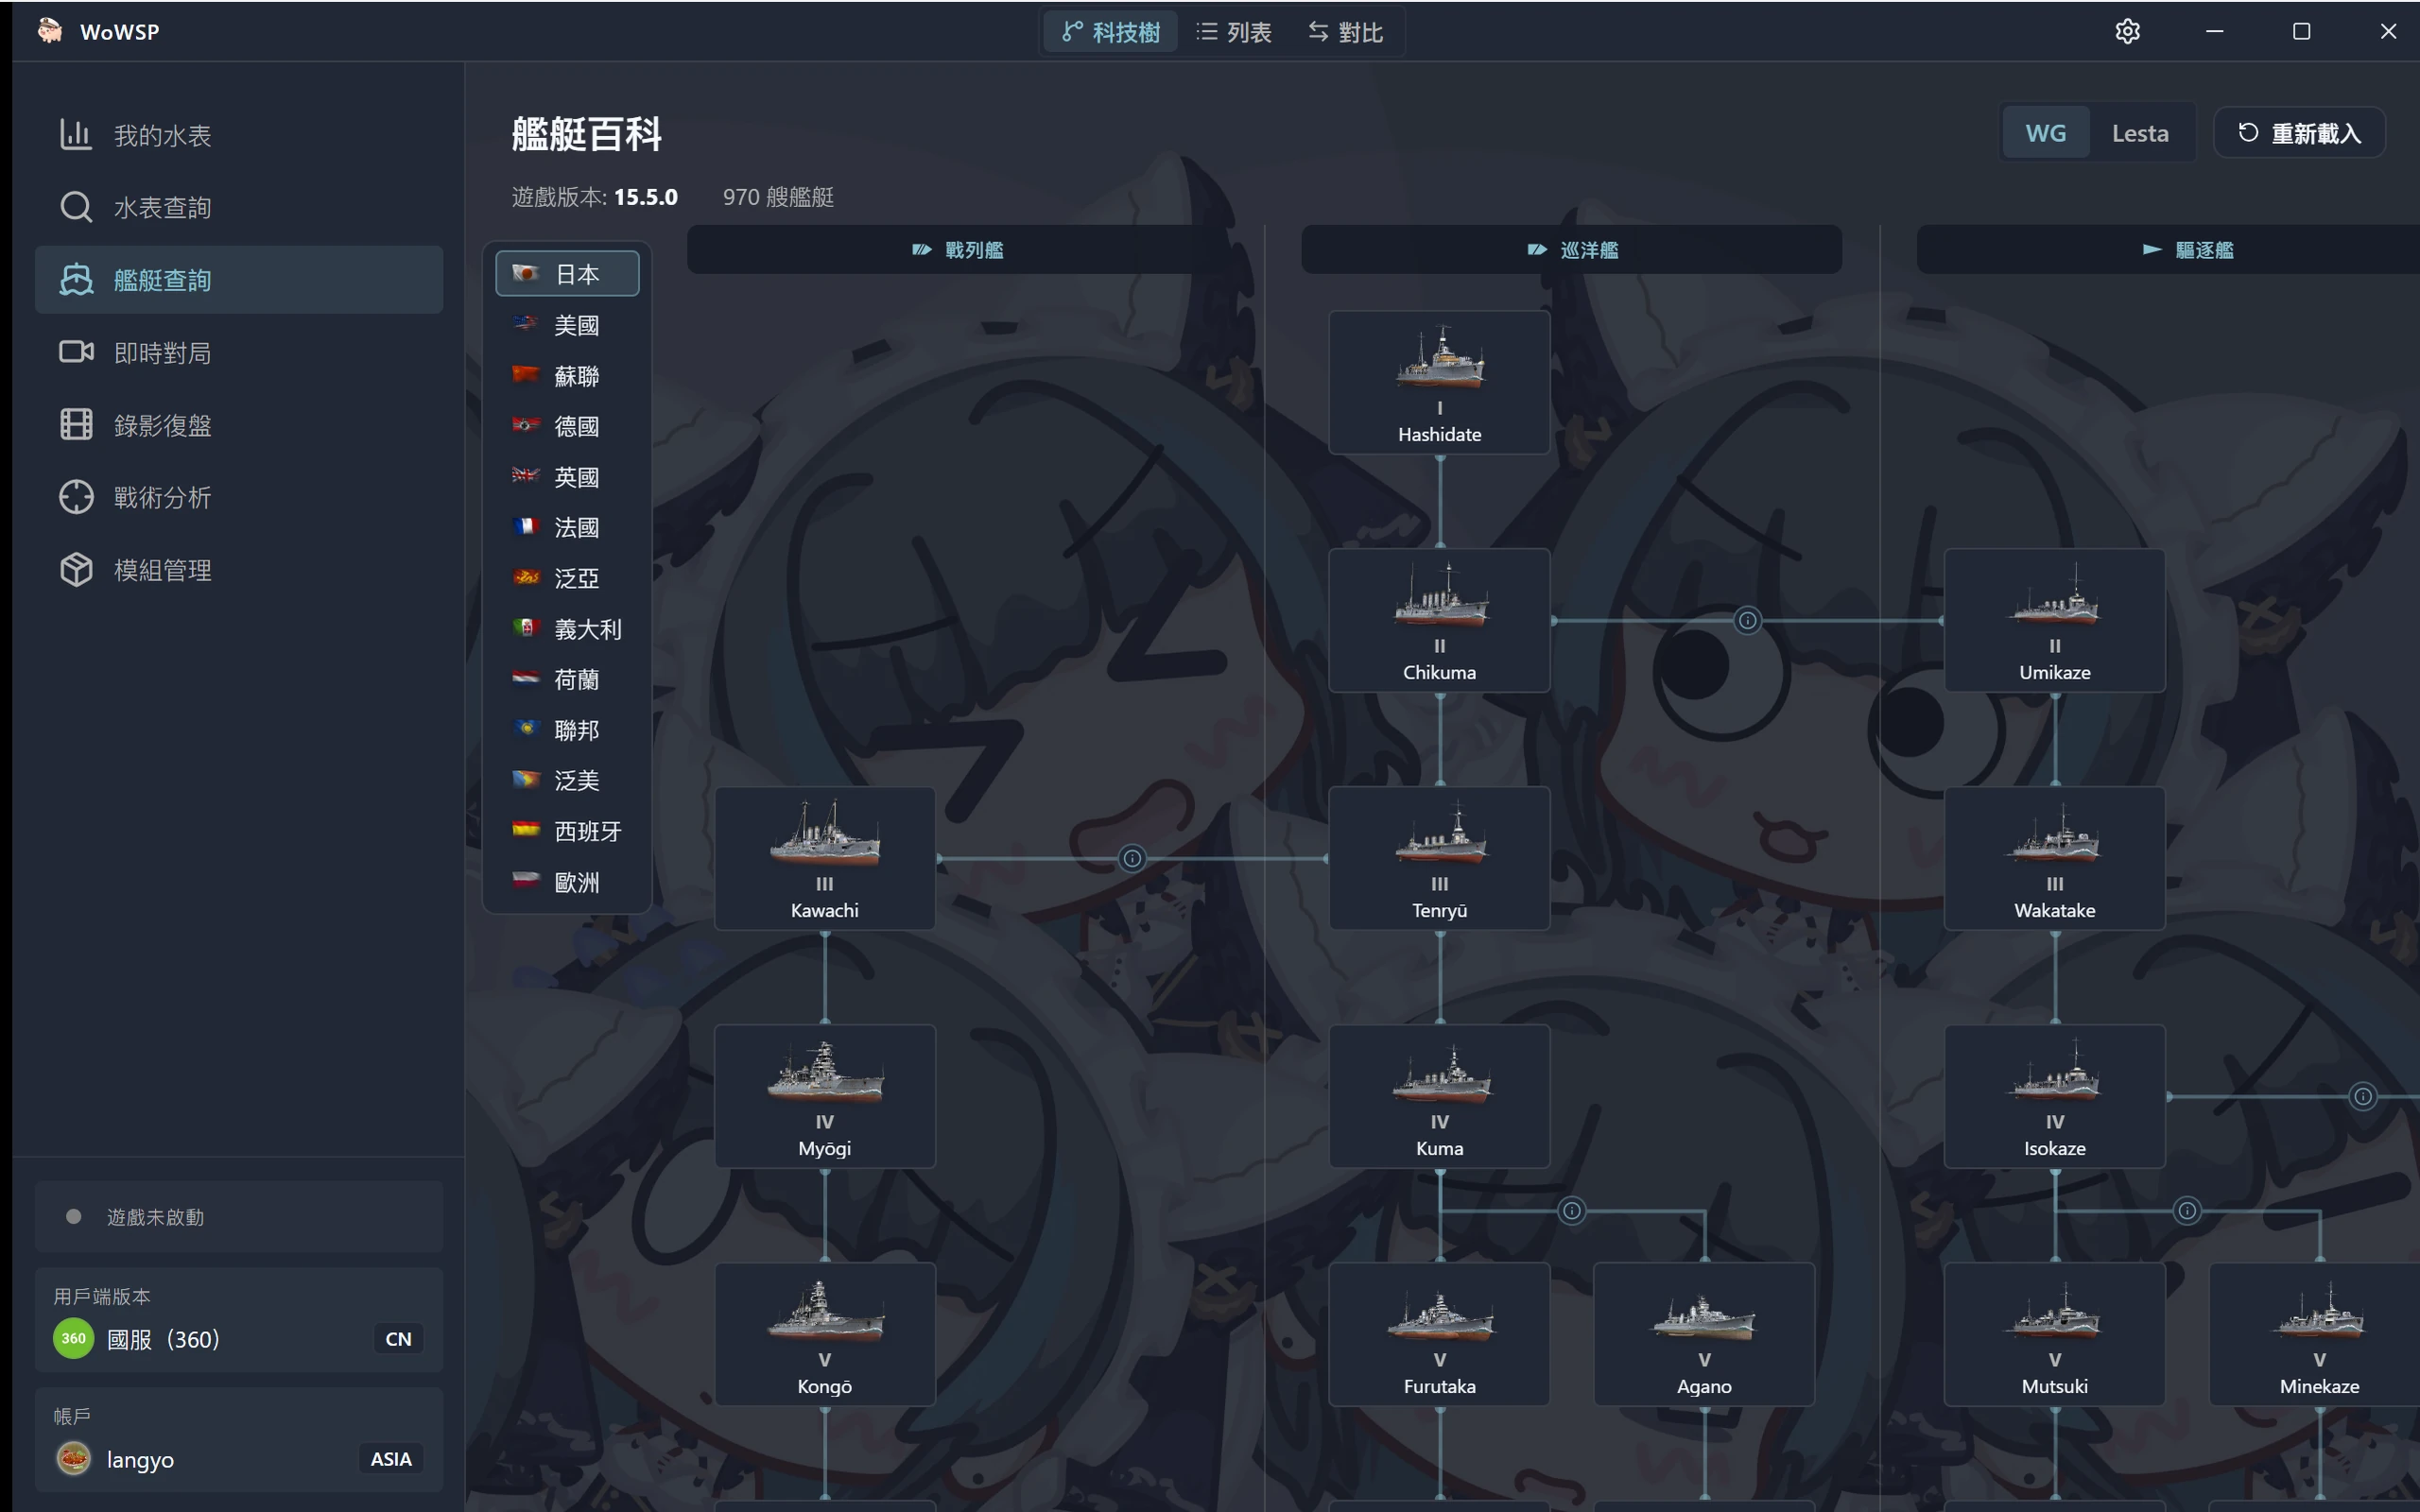 WoWSP
科技樹
列表
對比
我的水表
水表查詢
艦艇查詢
即時對局
錄影復盤
戰術分析
模組管理
遊戲未啟動
用戶端版本
360 國服（360） CN
帳戶
langyo ASIA
艦艇百科
WG Lesta
重新載入
遊戲版本: 15.5.0 970 艘艦艇
日本
美國
蘇聯
德國
英國
法國
泛亞
義大利
荷蘭
聯邦
泛美
西班牙
歐洲
戰列艦
巡洋艦
驅逐艦
I
Hashidate
II
Chikuma
II
Umikaze
III
Kawachi
III
Tenryū
III
Wakatake
IV
Myōgi
IV
Kuma
IV
Isokaze
V
Kongō
V
Furutaka
V
Agano
V
Mutsuki
V
Minekaze